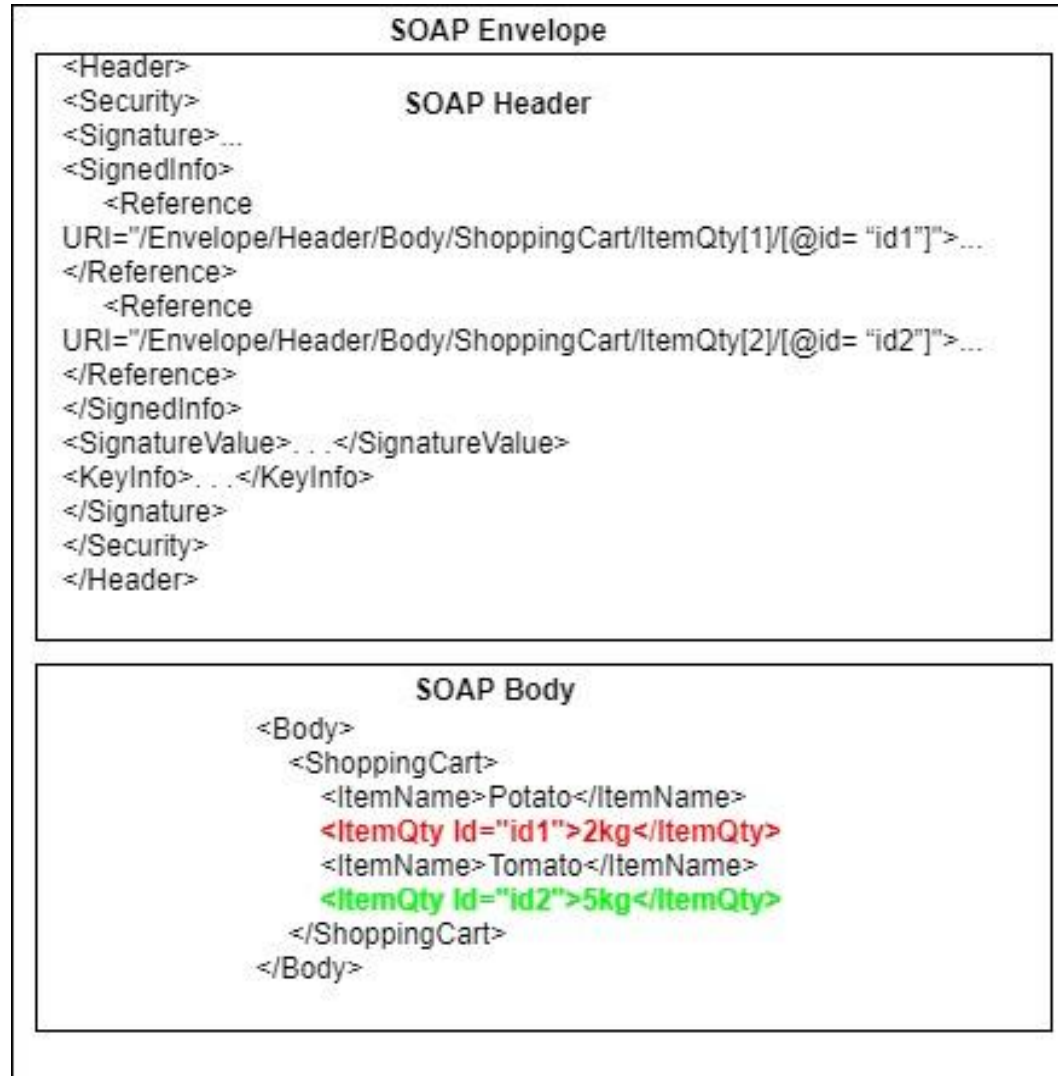 SOAP Envelope
<Header>
<Security>
SOAP Header
<Signature>...
<SignedInfo>
<Reference
URI="/Envelope/Header/Body/ShoppingCart/ItemQty[1]/[@id= “id1”]">...
</Reference>
<Reference
URI="/Envelope/Header/Body/ShoppingCart/ItemQty[2]/[@id= “id2”]">...
</Reference>
</SignedInfo>
<SignatureValue>. . .</SignatureValue>
<KeyInfo>. . .</KeyInfo>
</Signature>
</Security>
</Header>
SOAP Body
<Body>
<ShoppingCart>
<ItemName>Potato</ItemName>
<ItemQty Id="id1">2kg</ItemQty>
<ItemName>Tomato</ItemName>
<ItemQty Id="id2">5kg</ItemQty>
</ShoppingCart>
</Body>